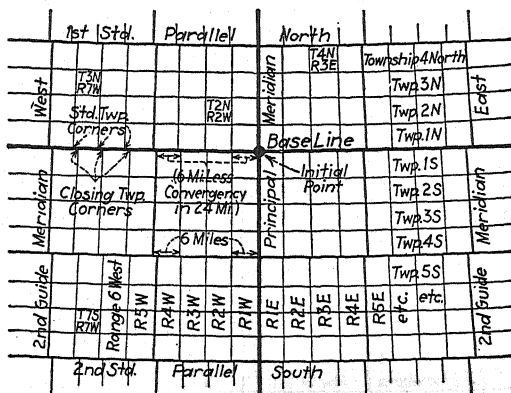 1st Std. Parallel North
T4N
R3E
Township 4 North
T3N
R7W
Twp. 3N
T2N
R2W
Twp. 2N
Twp. 1N
West
Meridian
East
Std. Twp.
Corners
Base Line
Initial
Point
Closing Twp.
Corners
(6 Mi Less
Convergency
in 24 Mi.)
6 Miles
Meridian
Principal
Meridian
Twp. 1S
Twp. 2S
Twp. 3S
Twp. 4S
Twp. 5S
2nd Guide
T7S
R7W
Range 6 West
R5W
R4W
R3W
R2W
R1W
R1E
R2E
R3E
R4E
R5E
etc.
etc.
2nd Guide
2nd Std. Parallel South